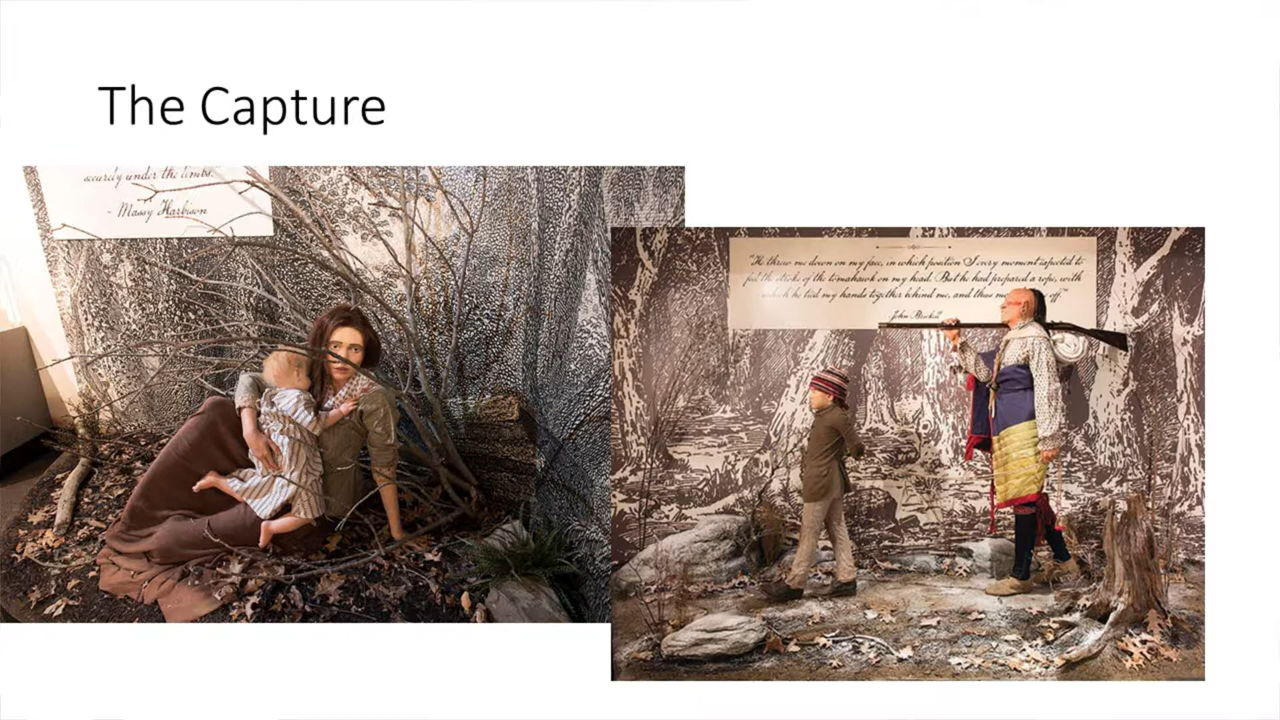 The Capture
securely under the limbs."
- Massy Harbison
"He threw me down on my face, in which position I every moment expected to
feel the stroke of the tomahawk on my head. But he had prepared a rope, with
which he tied my hands together behind me, and thus me off."
John Brickell